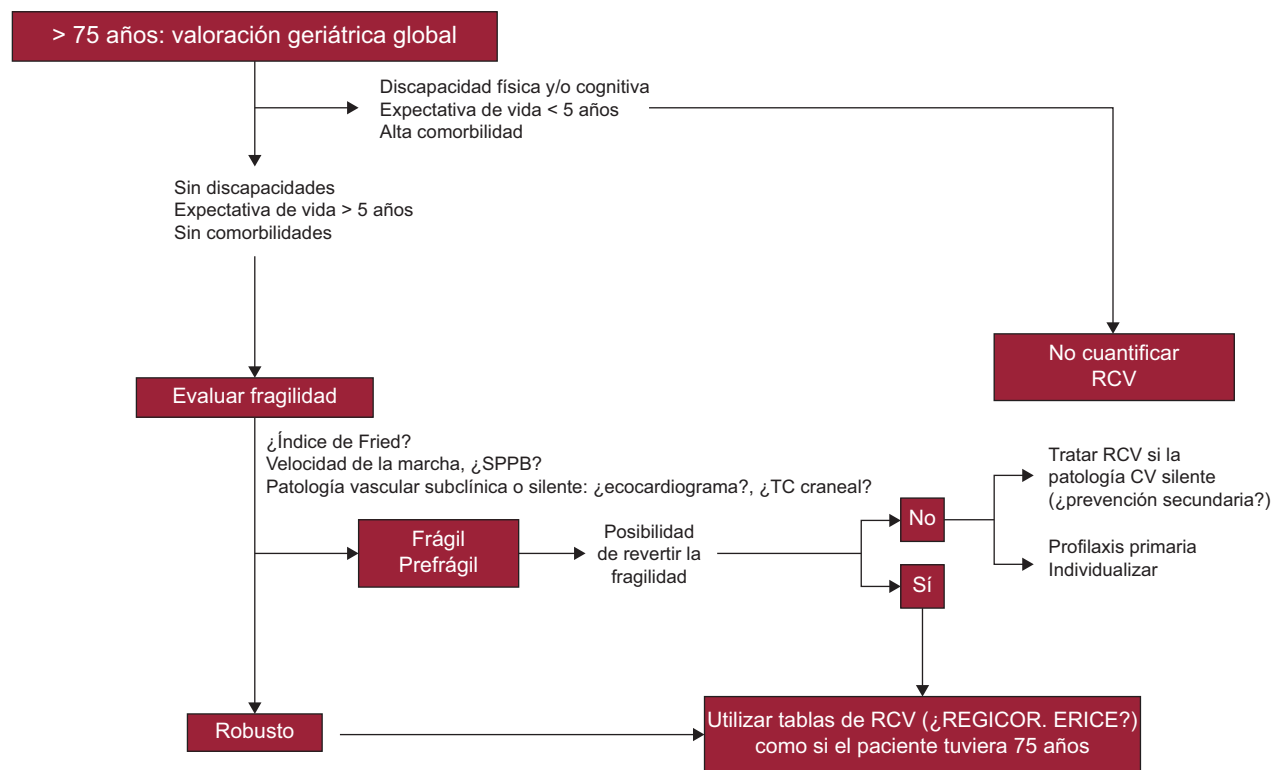 > 75 años: valoración geriátrica global
Discapacidad física y/o cognitiva
Expectativa de vida < 5 años
Alta comorbilidad
Sin discapacidades
Expectativa de vida > 5 años
Sin comorbilidades
No cuantificar
RCV
Evaluar fragilidad
¿Índice de Fried?
Velocidad de la marcha, ¿SPPB?
Patología vascular subclínica o silente: ¿ecocardiograma?, ¿TC craneal?
Frágil
Prefrágil
Posibilidad
de revertir la
fragilidad
No
Tratar RCV si la
patología CV silente
(¿prevención secundaria?)
Profilaxis primaria
Individualizar
Sí
Robusto
Utilizar tablas de RCV (¿REGICOR. ERICE?)
como si el paciente tuviera 75 años